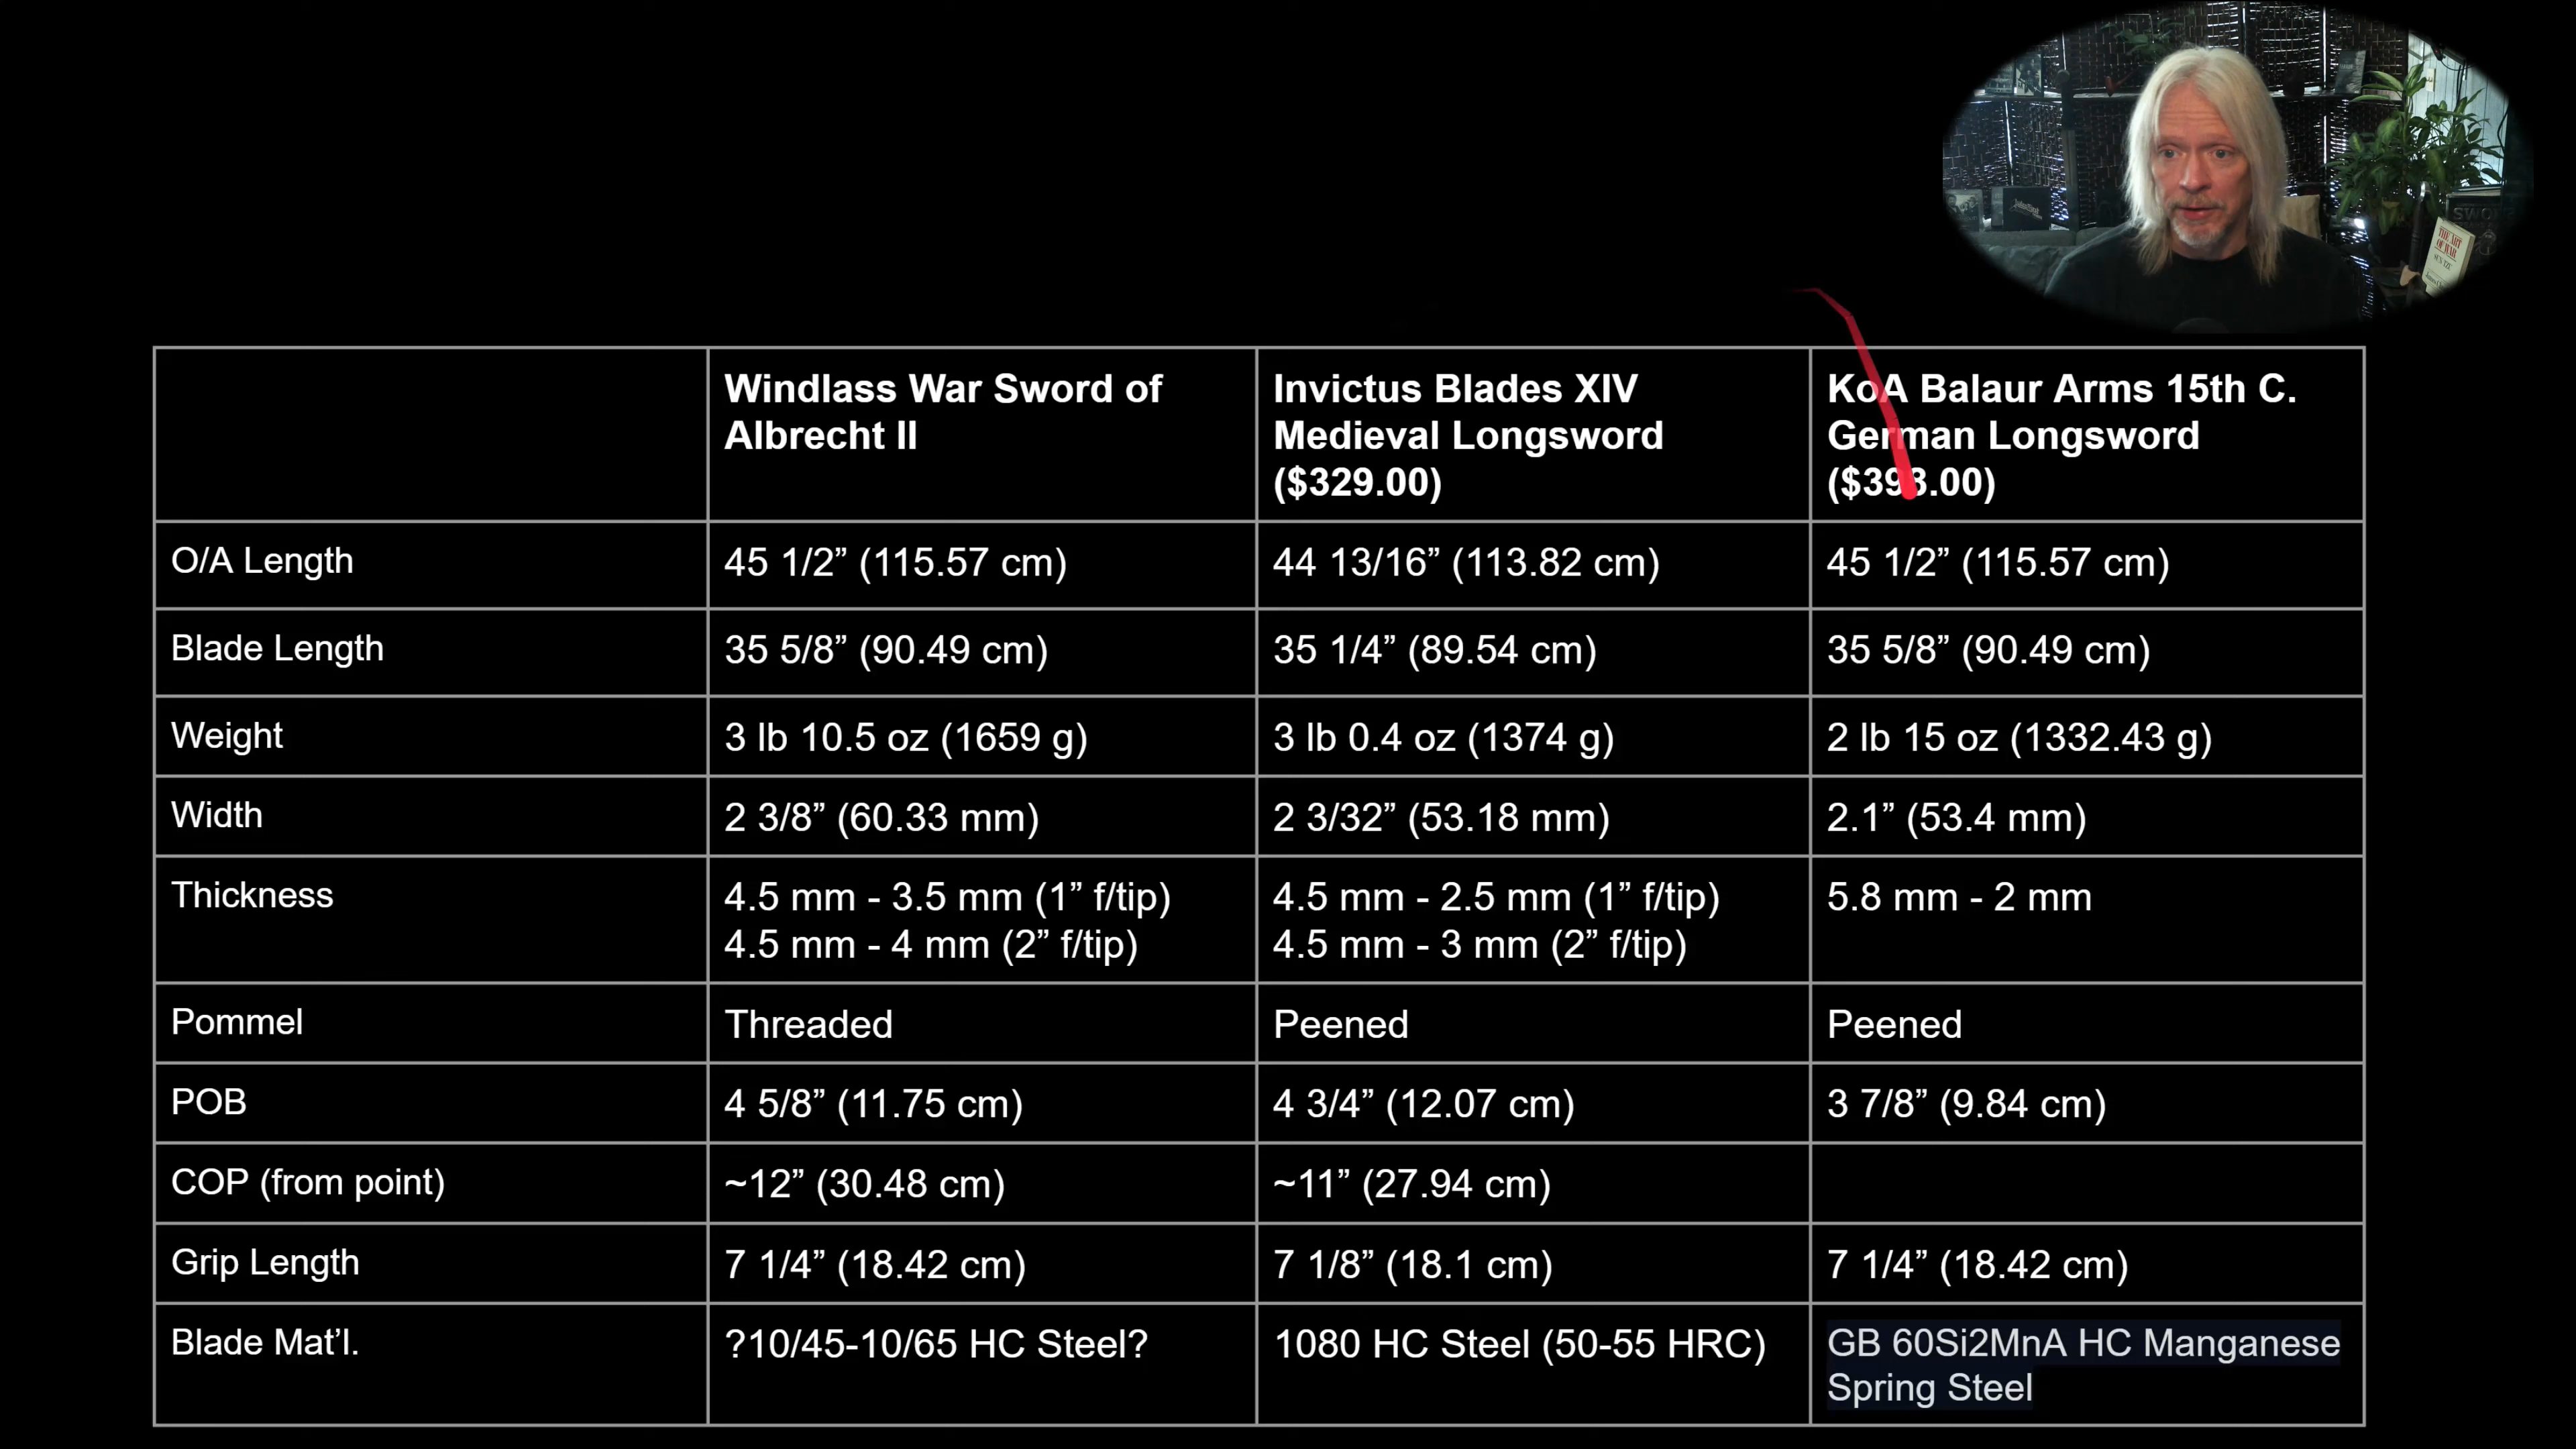 THE ART
OF WAR
SUN TZU
Windlass War Sword of
Albrecht II
Invictus Blades XIV
Medieval Longsword
($329.00)
KoA Balaur Arms 15th C.
German Longsword
($393.00)
O/A Length
45 1/2” (115.57 cm)
44 13/16” (113.82 cm)
45 1/2” (115.57 cm)
Blade Length
35 5/8” (90.49 cm)
35 1/4” (89.54 cm)
35 5/8” (90.49 cm)
Weight
3 lb 10.5 oz (1659 g)
3 lb 0.4 oz (1374 g)
2 lb 15 oz (1332.43 g)
Width
2 3/8” (60.33 mm)
2 3/32” (53.18 mm)
2.1” (53.4 mm)
Thickness
4.5 mm - 3.5 mm (1” f/tip)
4.5 mm - 4 mm (2” f/tip)
4.5 mm - 2.5 mm (1” f/tip)
4.5 mm - 3 mm (2” f/tip)
5.8 mm - 2 mm
Pommel
Threaded
Peened
Peened
POB
4 5/8” (11.75 cm)
4 3/4” (12.07 cm)
3 7/8” (9.84 cm)
COP (from point)
~12” (30.48 cm)
~11” (27.94 cm)
Grip Length
7 1/4” (18.42 cm)
7 1/8” (18.1 cm)
7 1/4” (18.42 cm)
Blade Mat’l.
?10/45-10/65 HC Steel?
1080 HC Steel (50-55 HRC)
GB 60Si2MnA HC Manganese
Spring Steel